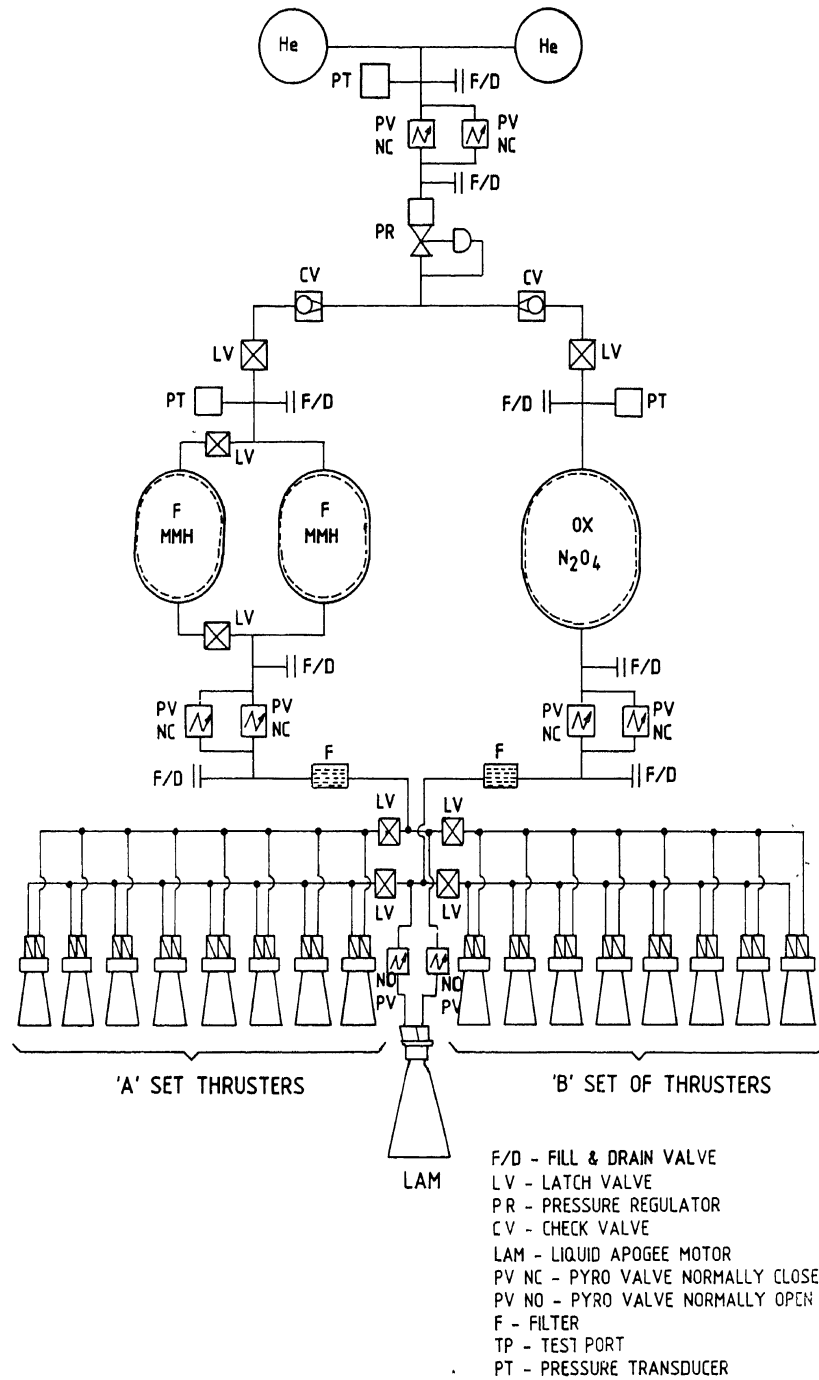 He He
PT F/D
PV NC PV NC
F/D
PR
CV CV
LV LV
PT F/D F/D PT
LV
F MMH F MMH OX N₂O₄
LV
F/D F/D
PV NC PV NC PV NC PV NC
F/D F F F/D
LV LV
LV LV
NO PV NO PV
'A' SET THRUSTERS 'B' SET OF THRUSTERS
LAM
F/D - FILL & DRAIN VALVE
LV - LATCH VALVE
PR - PRESSURE REGULATOR
CV - CHECK VALVE
LAM - LIQUID APOGEE MOTOR
PV NC - PYRO VALVE NORMALLY CLOSE
PV NO - PYRO VALVE NORMALLY OPEN
F - FILTER
TP - TEST PORT
PT - PRESSURE TRANSDUCER